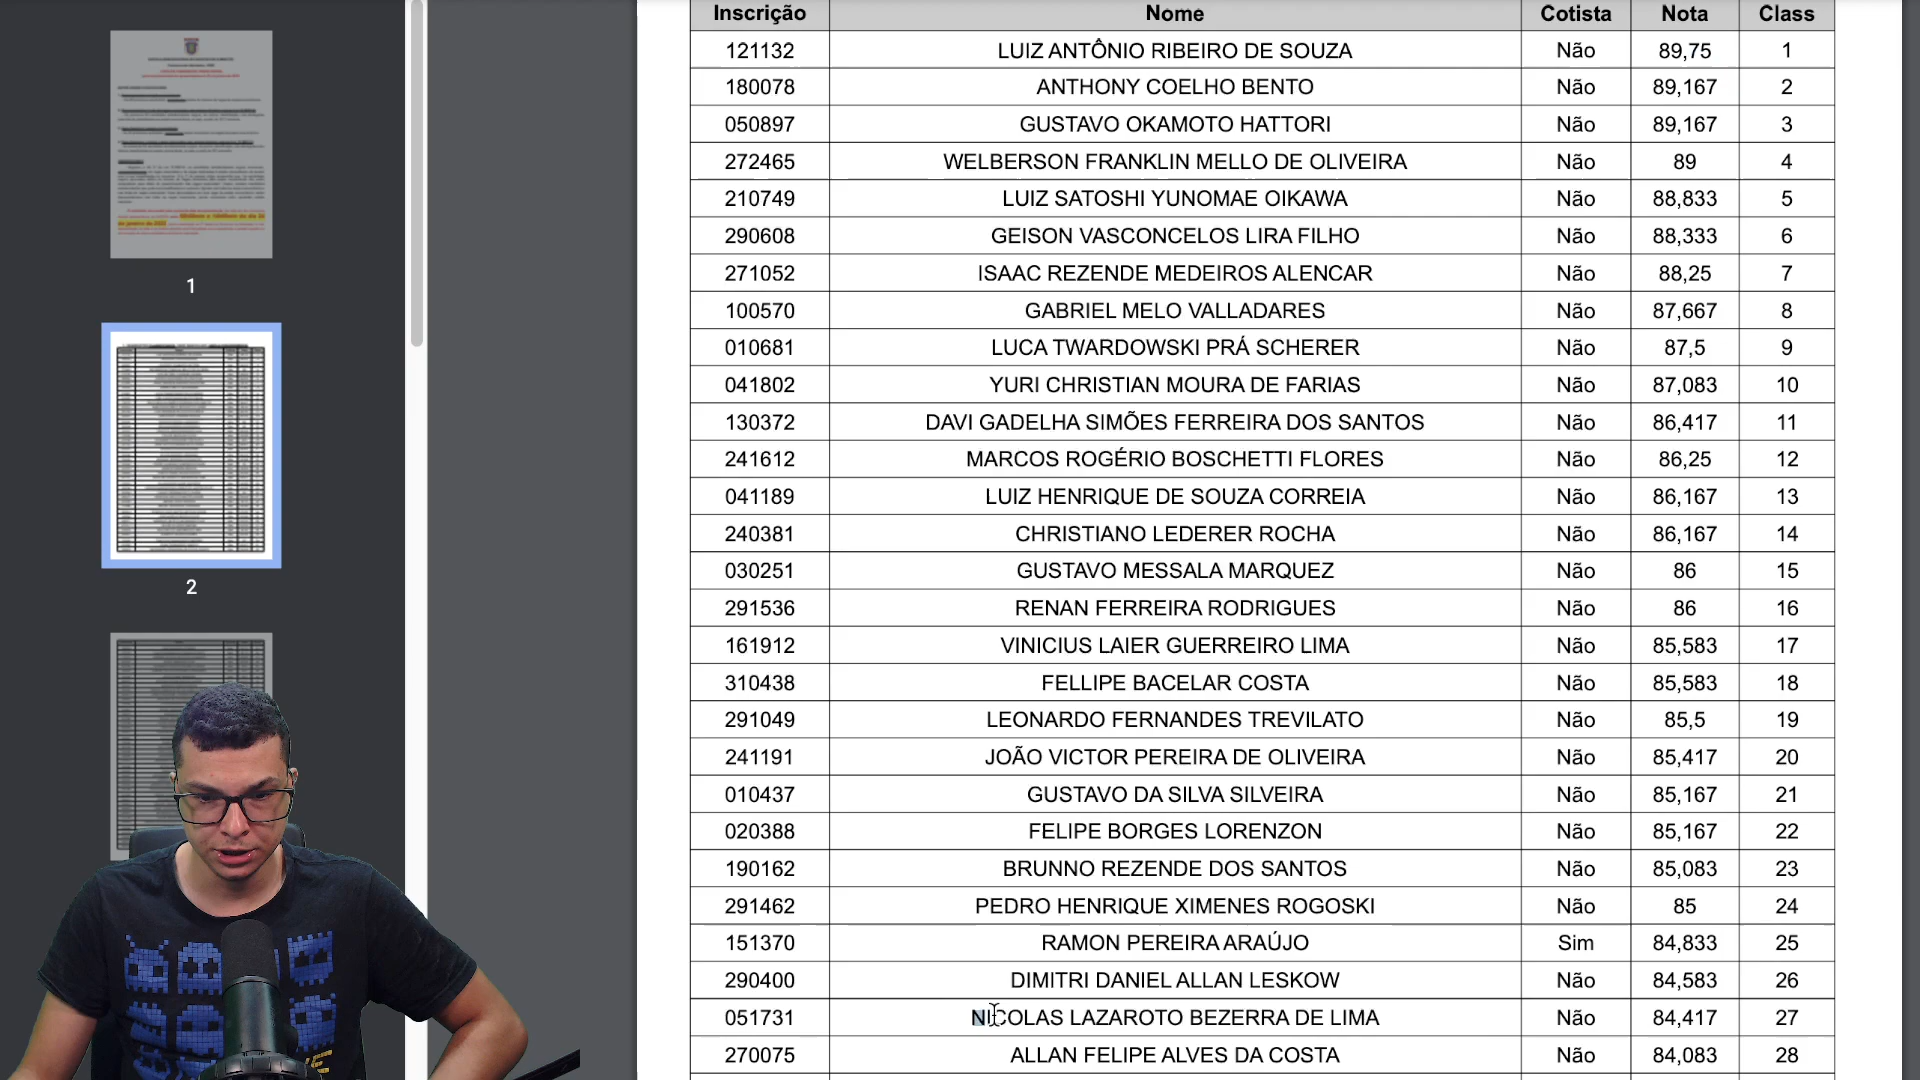 Inscrição Nome Cotista Nota Class
121132 LUIZ ANTÔNIO RIBEIRO DE SOUZA Não 89,75 1
180078 ANTHONY COELHO BENTO Não 89,167 2
050897 GUSTAVO OKAMOTO HATTORI Não 89,167 3
272465 WELBERSON FRANKLIN MELLO DE OLIVEIRA Não 89 4
210749 LUIZ SATOSHI YUNOMAE OIKAWA Não 88,833 5
290608 GEISON VASCONCELOS LIRA FILHO Não 88,333 6
271052 ISAAC REZENDE MEDEIROS ALENCAR Não 88,25 7
100570 GABRIEL MELO VALLADARES Não 87,667 8
010681 LUCA TWARDOWSKI PRÁ SCHERER Não 87,5 9
041802 YURI CHRISTIAN MOURA DE FARIAS Não 87,083 10
130372 DAVI GADELHA SIMÕES FERREIRA DOS SANTOS Não 86,417 11
241612 MARCOS ROGÉRIO BOSCHETTI FLORES Não 86,25 12
041189 LUIZ HENRIQUE DE SOUZA CORREIA Não 86,167 13
240381 CHRISTIANO LEDERER ROCHA Não 86,167 14
030251 GUSTAVO MESSALA MARQUEZ Não 86 15
291536 RENAN FERREIRA RODRIGUES Não 86 16
161912 VINICIUS LAIER GUERREIRO LIMA Não 85,583 17
310438 FELLIPE BACELAR COSTA Não 85,583 18
291049 LEONARDO FERNANDES TREVILATO Não 85,5 19
241191 JOÃO VICTOR PEREIRA DE OLIVEIRA Não 85,417 20
010437 GUSTAVO DA SILVA SILVEIRA Não 85,167 21
020388 FELIPE BORGES LORENZON Não 85,167 22
190162 BRUNNO REZENDE DOS SANTOS Não 85,083 23
291462 PEDRO HENRIQUE XIMENES ROGOSKI Não 85 24
151370 RAMON PEREIRA ARAÚJO Sim 84,833 25
290400 DIMITRI DANIEL ALLAN LESKOW Não 84,583 26
051731 NICOLAS LAZAROTO BEZERRA DE LIMA Não 84,417 27
270075 ALLAN FELIPE ALVES DA COSTA Não 84,083 28
1
2